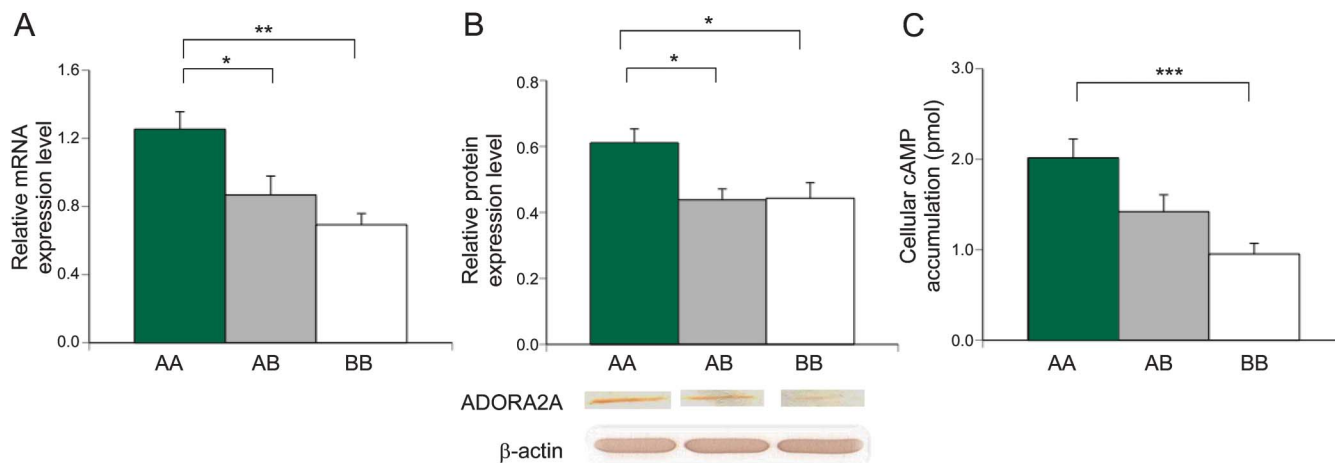 A
**
*
1.6
1.2
0.8
0.4
0.0
Relative mRNA
expression level
AA AB BB
B
*
*
0.8
0.6
0.4
0.2
0.0
Relative protein
expression level
AA AB BB
ADORA2A
β-actin
C
***
3.0
2.0
1.0
0.0
Cellular cAMP
accumulation (pmol)
AA AB BB